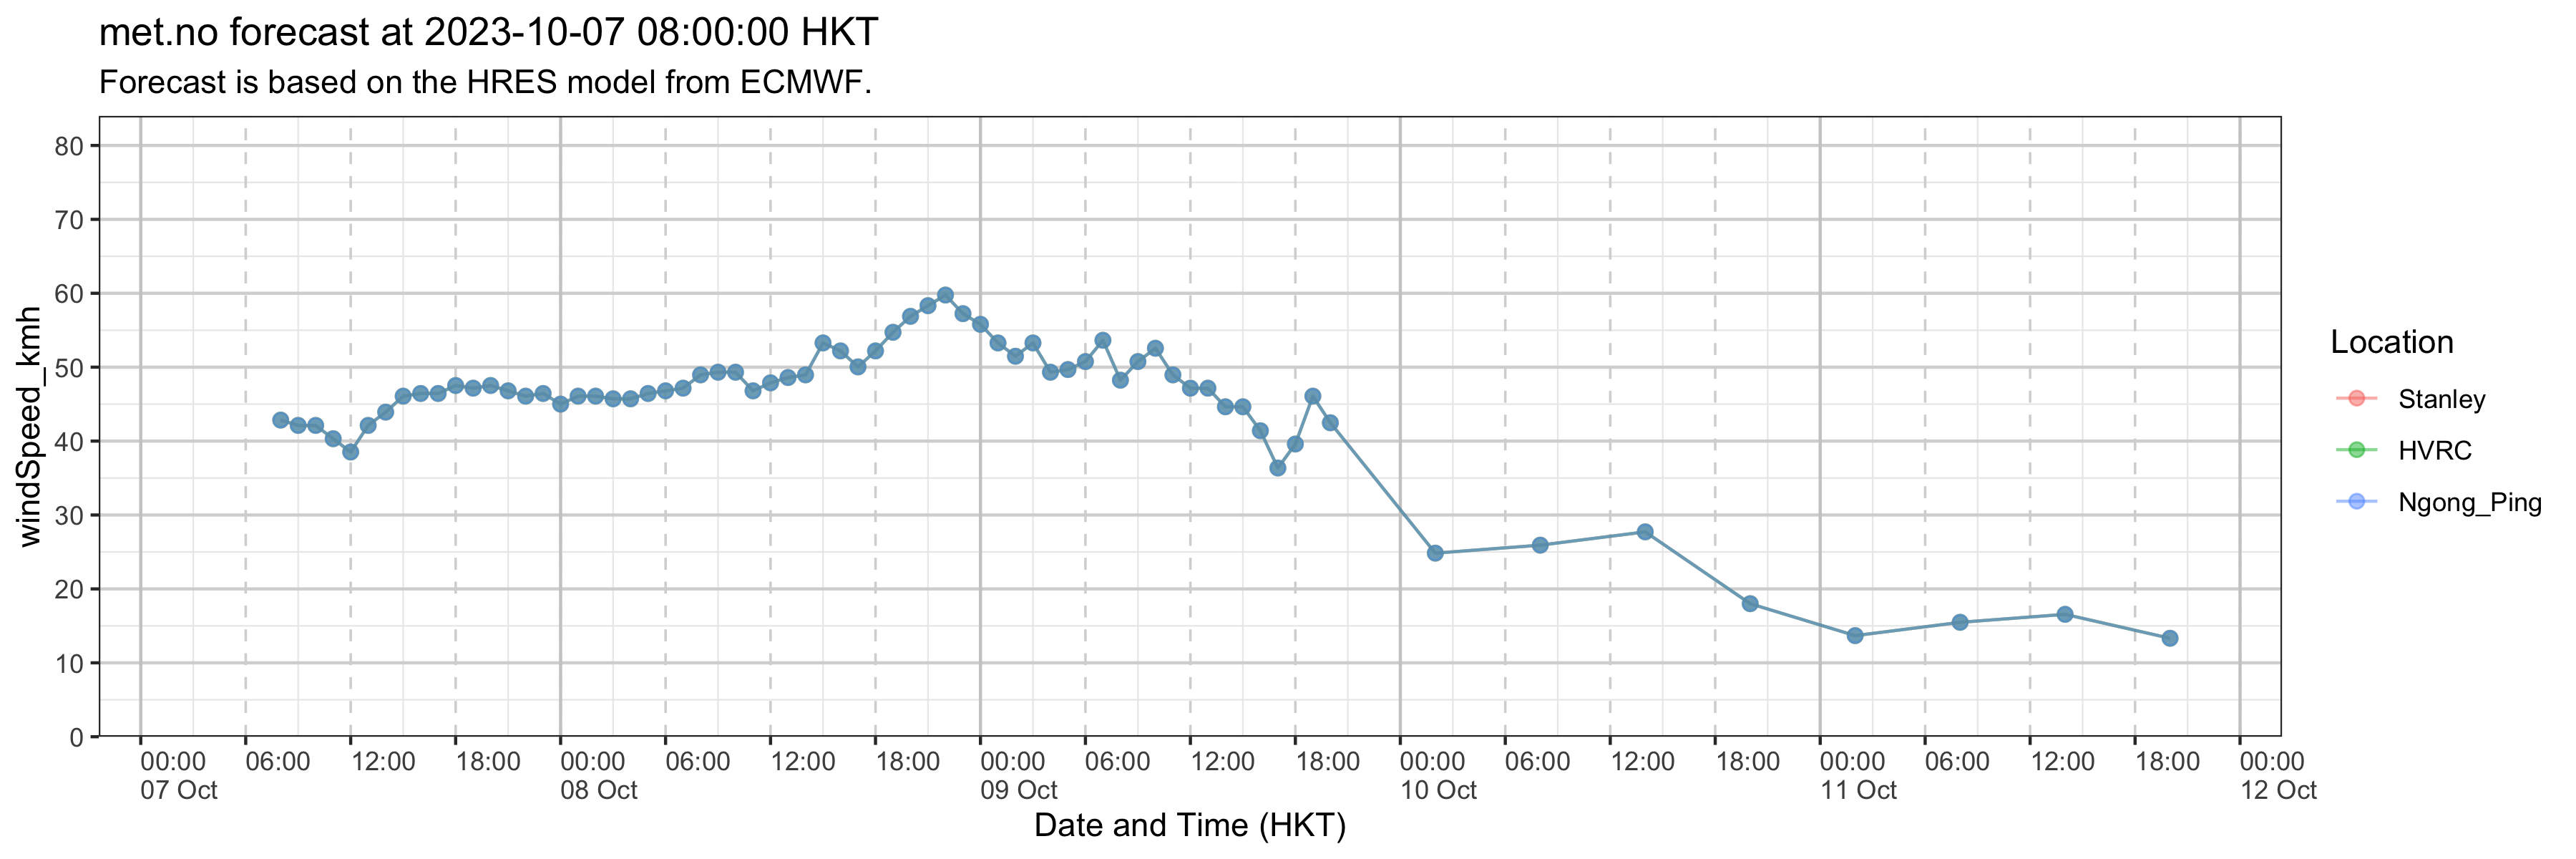 met.no forecast at 2023-10-07 08:00:00 HKT
Forecast is based on the HRES model from ECMWF.
windSpeed_kmh
80
70
60
50
40
30
20
10
0
00:00 06:00 12:00 18:00 00:00 06:00 12:00 18:00 00:00 06:00 12:00 18:00 00:00 06:00 12:00 18:00 00:00 06:00 12:00 18:00 00:00
07 Oct 08 Oct 09 Oct 10 Oct 11 Oct 12 Oct
Date and Time (HKT)
Location
Stanley
HVRC
Ngong_Ping